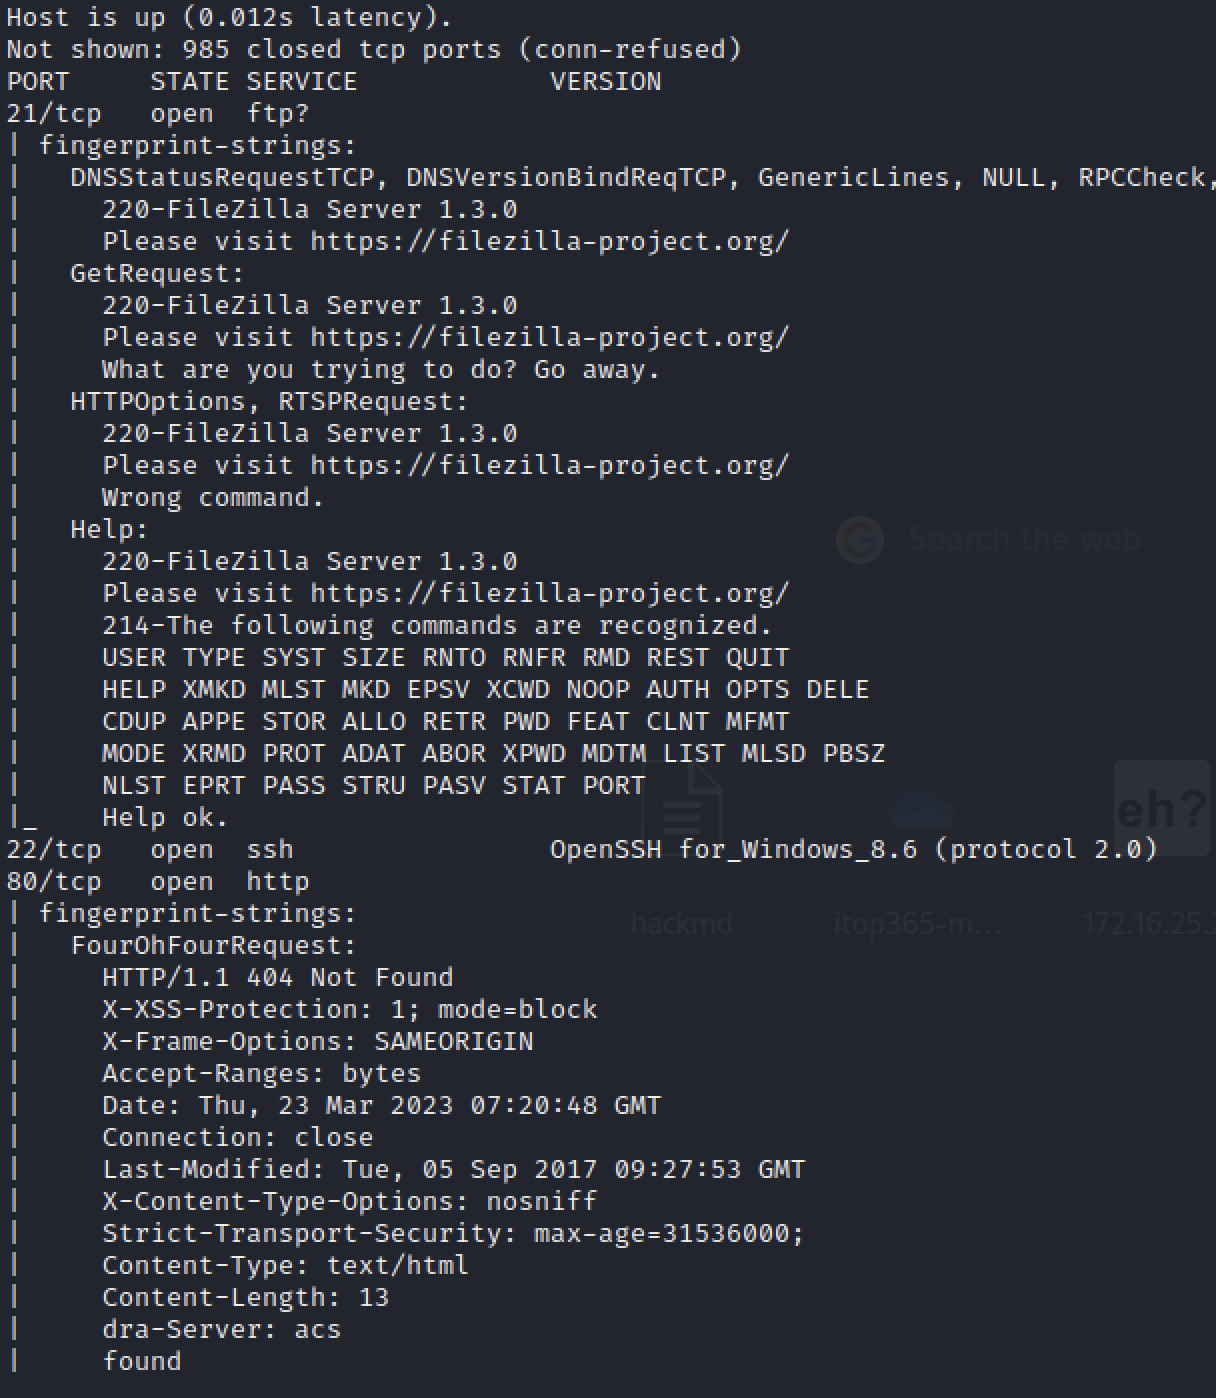 Host is up (0.012s latency).
Not shown: 985 closed tcp ports (conn-refused)
PORT     STATE SERVICE            VERSION
21/tcp   open  ftp?
| fingerprint-strings:
|   DNSStatusRequestTCP, DNSVersionBindReqTCP, GenericLines, NULL, RPCCheck,
|     220-FileZilla Server 1.3.0
|     Please visit https://filezilla-project.org/
|   GetRequest:
|     220-FileZilla Server 1.3.0
|     Please visit https://filezilla-project.org/
|     What are you trying to do? Go away.
|   HTTPOptions, RTSPRequest:
|     220-FileZilla Server 1.3.0
|     Please visit https://filezilla-project.org/
|     Wrong command.
|   Help:
|     220-FileZilla Server 1.3.0
|     Please visit https://filezilla-project.org/
|     214-The following commands are recognized.
|     USER TYPE SYST SIZE RNTO RNFR RMD REST QUIT
|     HELP XMKD MLST MKD EPSV XCWD NOOP AUTH OPTS DELE
|     CDUP APPE STOR ALLO RETR PWD FEAT CLNT MFMT
|     MODE XRMD PROT ADAT ABOR XPWD MDTM LIST MLSD PBSZ
|     NLST EPRT PASS STRU PASV STAT PORT
|_    Help ok.
22/tcp   open  ssh                OpenSSH for_Windows_8.6 (protocol 2.0)
80/tcp   open  http
| fingerprint-strings:
|   FourOhFourRequest:
|     HTTP/1.1 404 Not Found
|     X-XSS-Protection: 1; mode=block
|     X-Frame-Options: SAMEORIGIN
|     Accept-Ranges: bytes
|     Date: Thu, 23 Mar 2023 07:20:48 GMT
|     Connection: close
|     Last-Modified: Tue, 05 Sep 2017 09:27:53 GMT
|     X-Content-Type-Options: nosniff
|     Strict-Transport-Security: max-age=31536000;
|     Content-Type: text/html
|     Content-Length: 13
|     dra-Server: acs
|     found
Search the web
eh?
hackmd
itop365-m...
172.16.25.